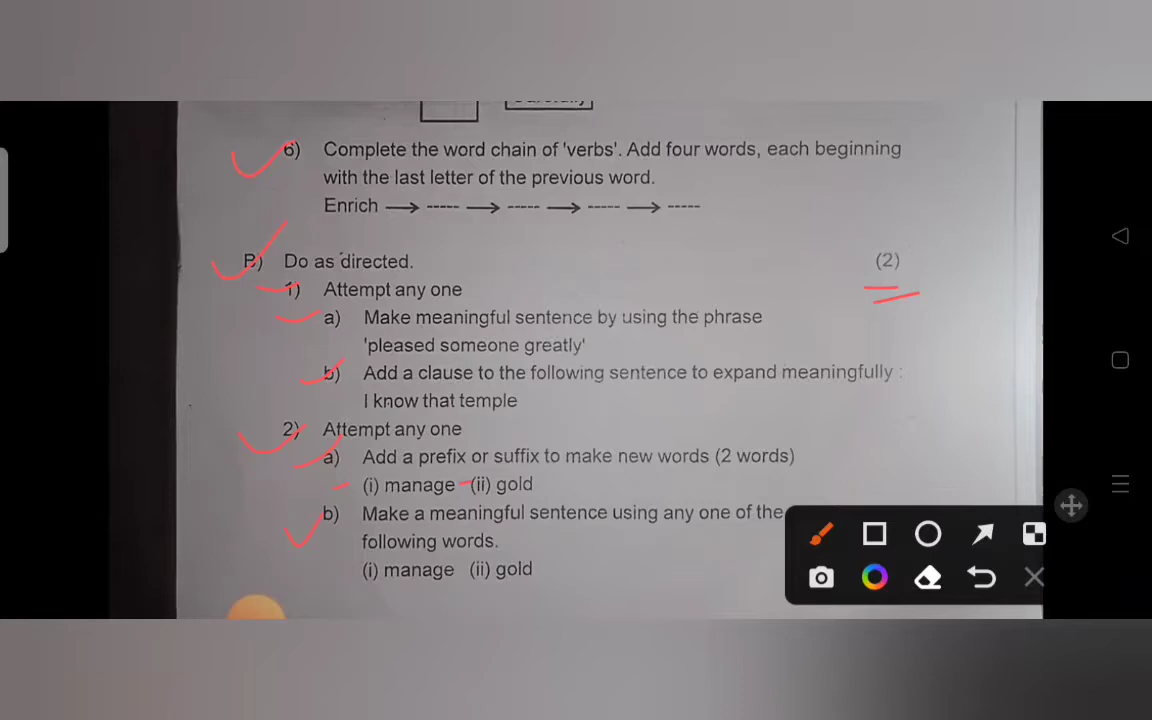 6) Complete the word chain of 'verbs'. Add four words, each beginning
with the last letter of the previous word.
Enrich → ----- → ----- → ----- → -----
B) Do as directed. (2)
1) Attempt any one
a) Make meaningful sentence by using the phrase
'pleased someone greatly'
b) Add a clause to the following sentence to expand meaningfully :
I know that temple
2) Attempt any one
a) Add a prefix or suffix to make new words (2 words)
(i) manage (ii) gold
b) Make a meaningful sentence using any one of the
following words.
(i) manage (ii) gold